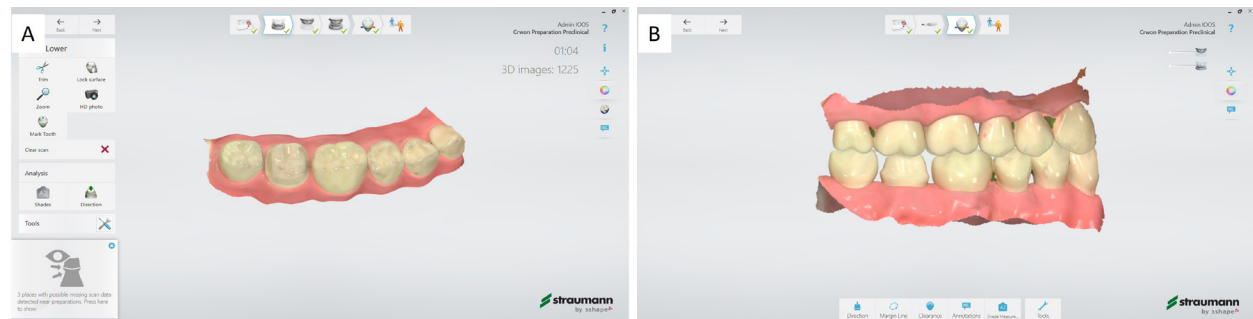 A
Back
Next
Admin IOOS
Crwon Preparation Preclinical
?
Lower
01:04
i
3D images: 1225
Trim
Lock surface
Zoom
HD photo
Mark Tooth
Clear scan
Analysis
Shades
Direction
Tools
3 places with possible missing scan data
detected near preparations. Press here
to show
straumann
by 3shape
B
Back
Next
Admin IOOS
Crwon Preparation Preclinical
?
Direction
Margin Line
Clearance
Annotations
Shade Measure...
Tools
straumann
by 3shape